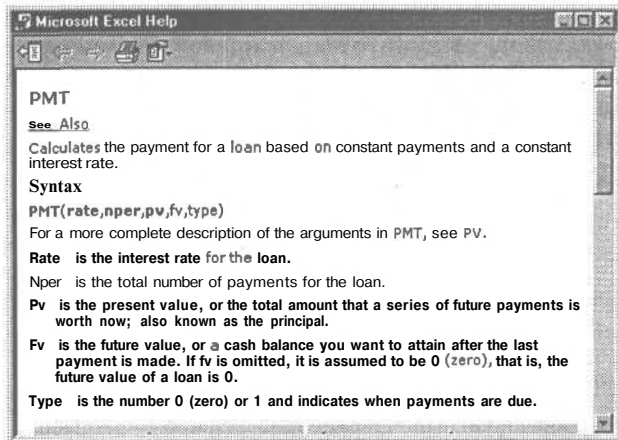 Microsoft Excel Help
PMT
See Also
Calculates the payment for a loan based on constant payments and a constant
interest rate.
Syntax
PMT(rate,nper,pv,fv,type)
For a more complete description of the arguments in PMT, see PV.
Rate is the interest rate for the loan.
Nper is the total number of payments for the loan.
Pv is the present value, or the total amount that a series of future payments is
worth now; also known as the principal.
Fv is the future value, or a cash balance you want to attain after the last
payment is made. If fv is omitted, it is assumed to be 0 (zero), that is, the
future value of a loan is 0.
Type is the number 0 (zero) or 1 and indicates when payments are due.